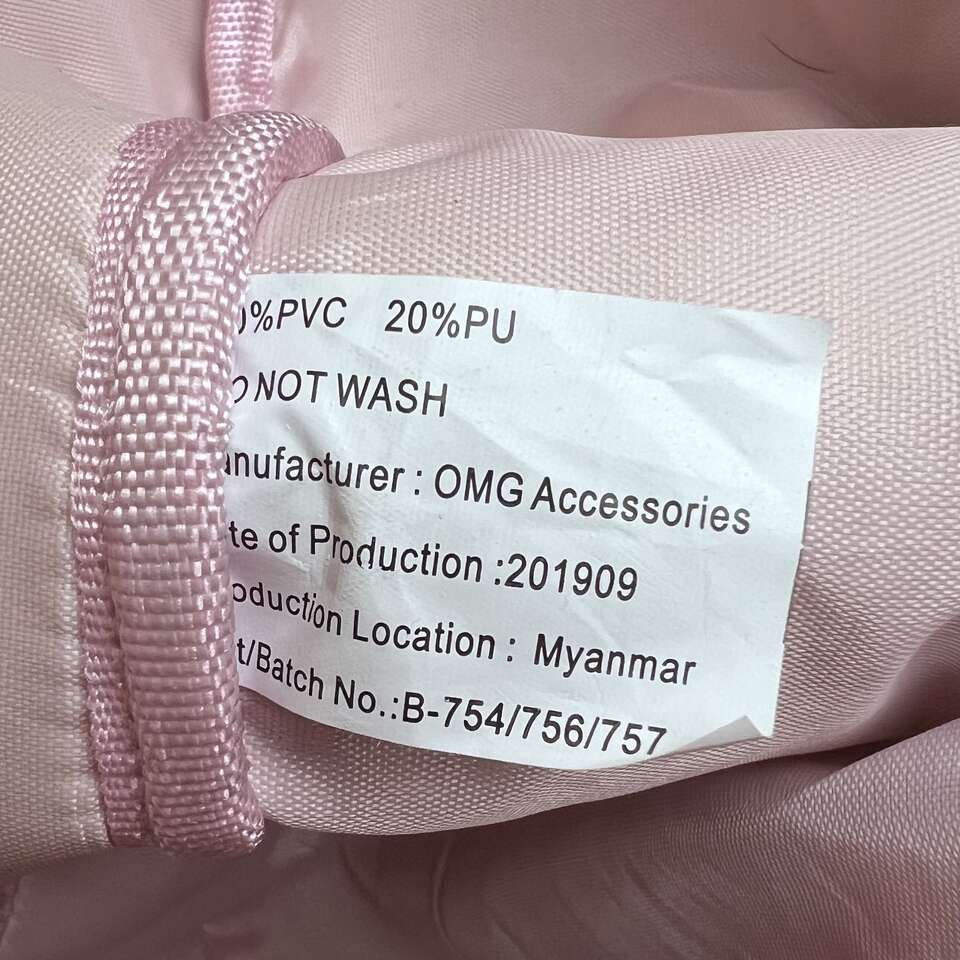 0%PVC 20%PU
O NOT WASH
anufacturer : OMG Accessories
te of Production :201909
oduction Location : Myanmar
t/Batch No.:B-754/756/757